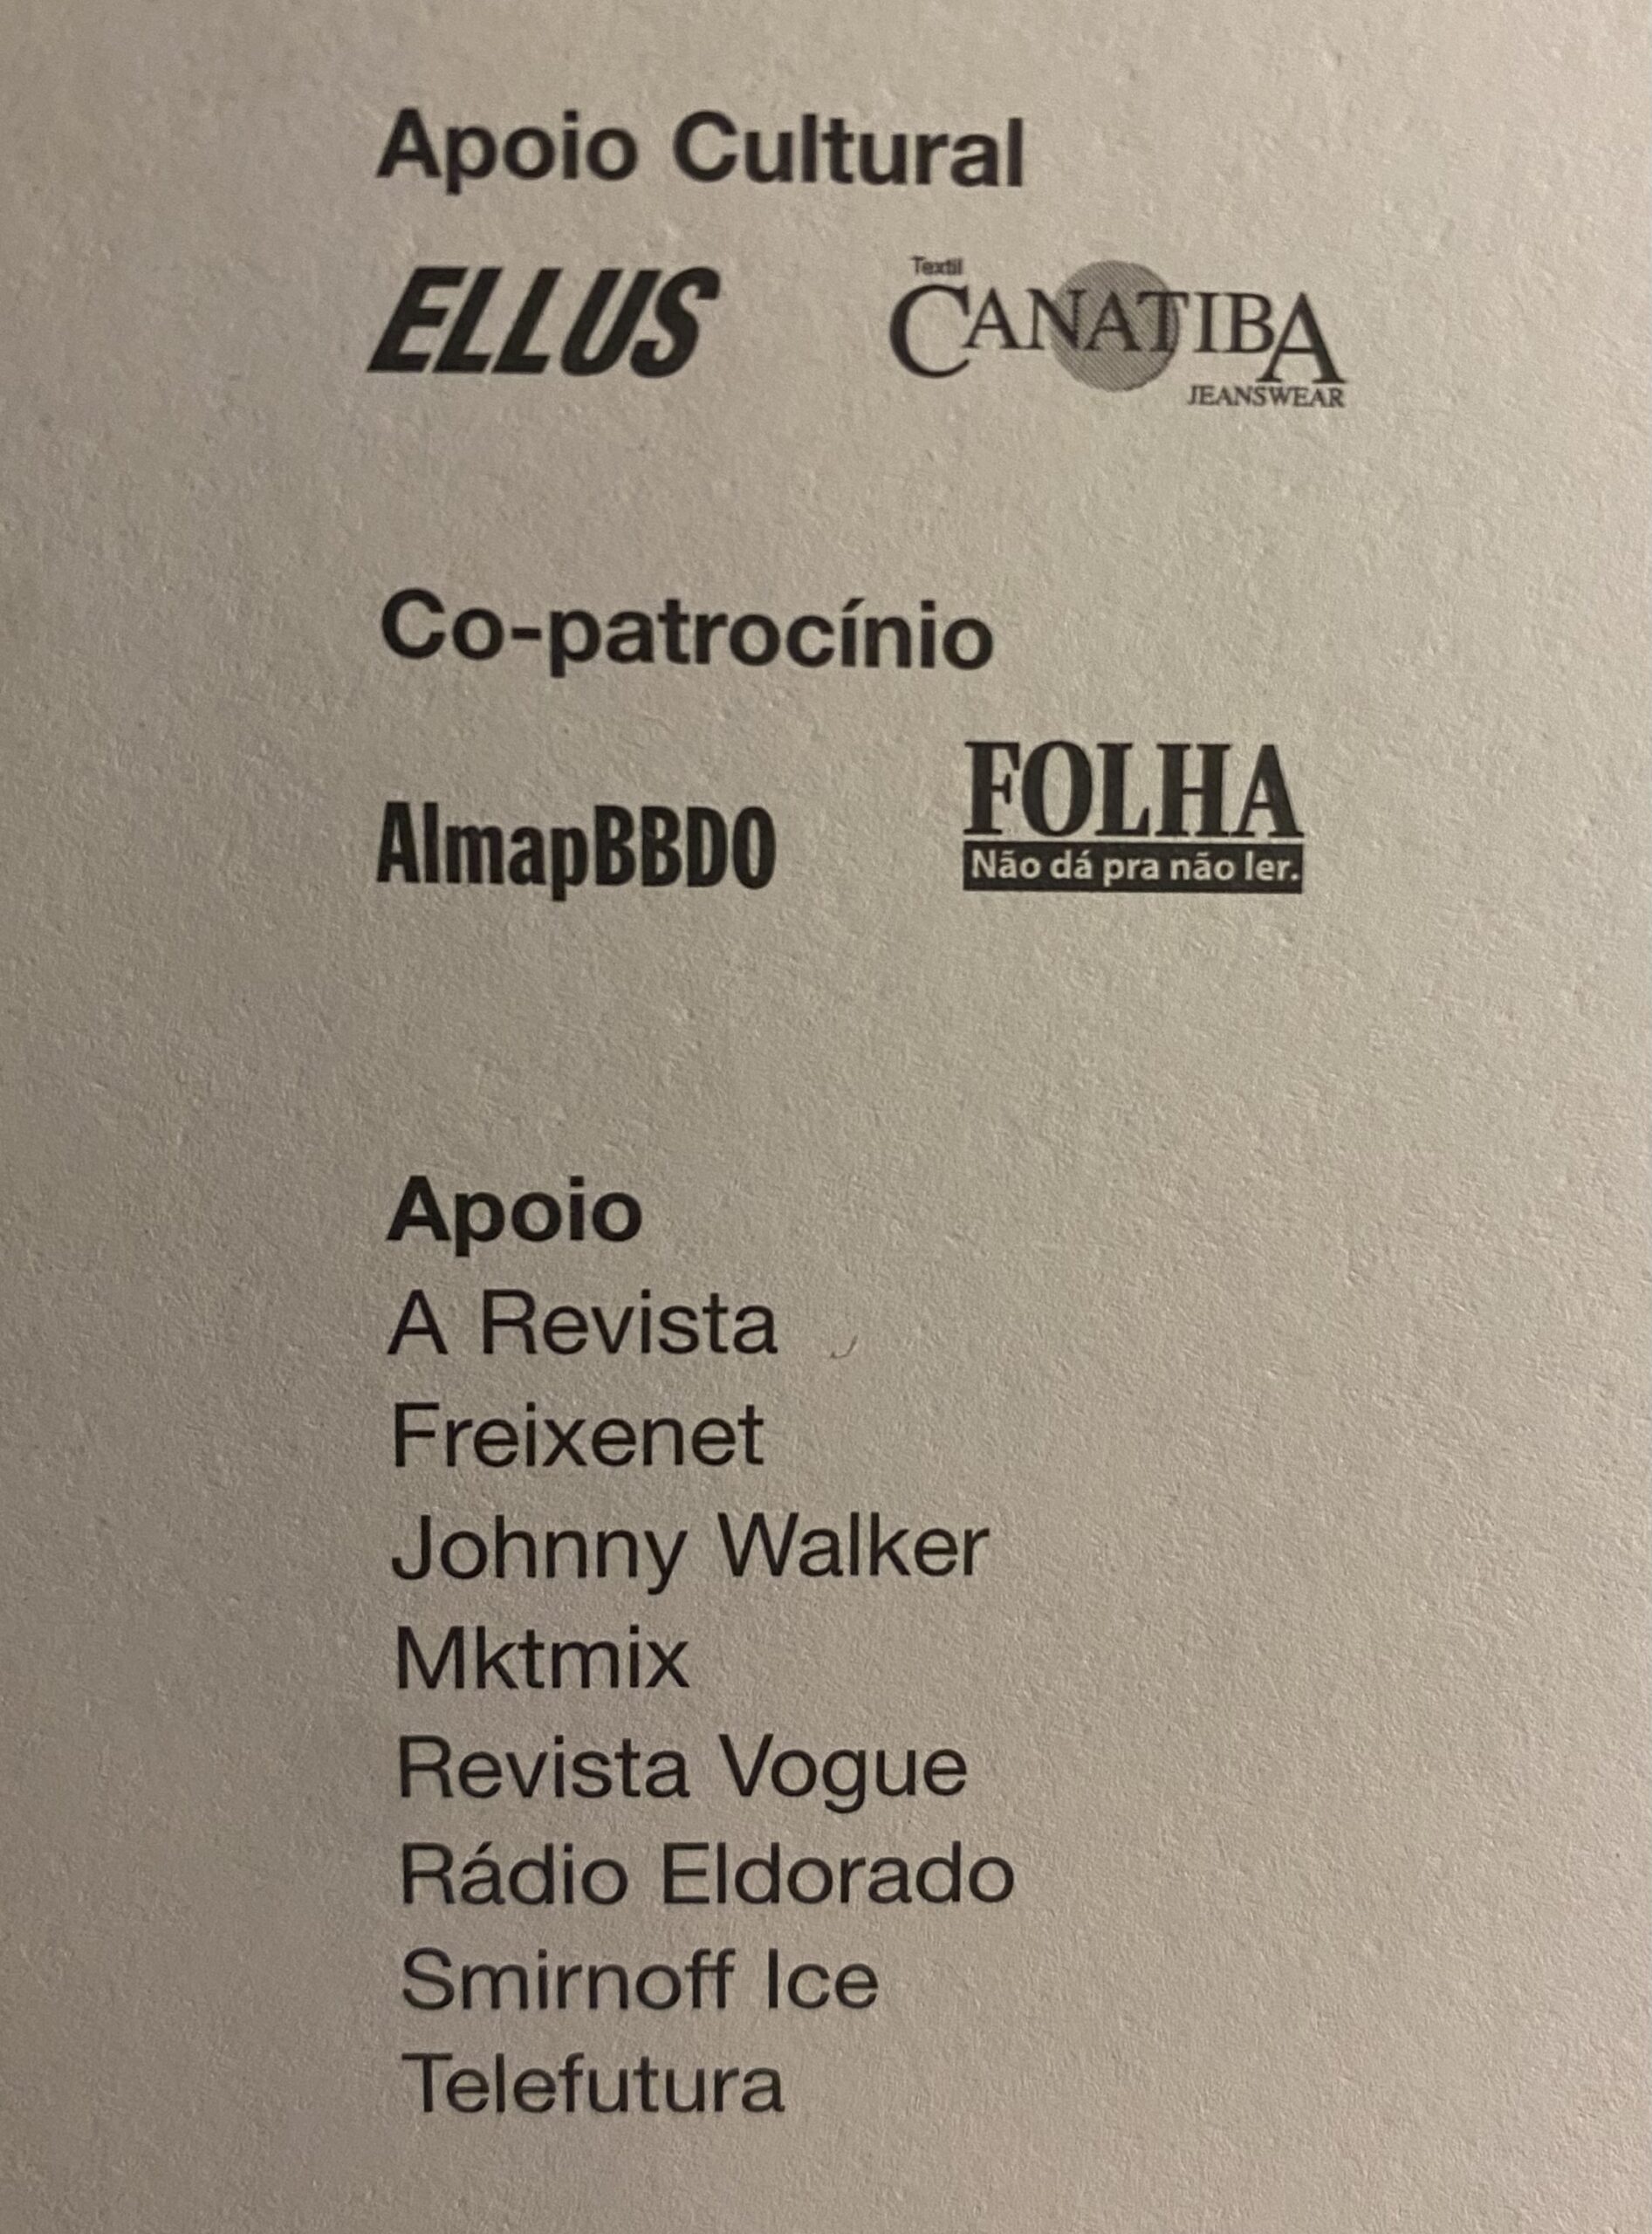 Apoio Cultural
ELLUS
Textil
CANATIBA
JEANSWEAR
Co-patrocínio
AlmapBBDO
FOLHA
Não dá pra não ler.
Apoio
A Revista
Freixenet
Johnny Walker
Mktmix
Revista Vogue
Rádio Eldorado
Smirnoff Ice
Telefutura